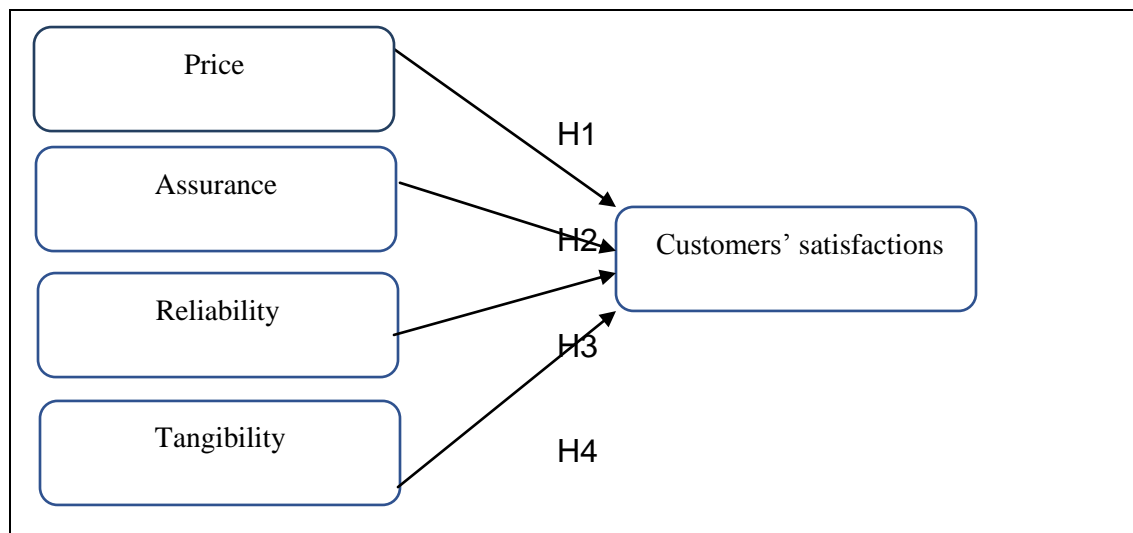 Price
H1
Assurance
H2
Customers’ satisfactions
Reliability
H3
Tangibility
H4